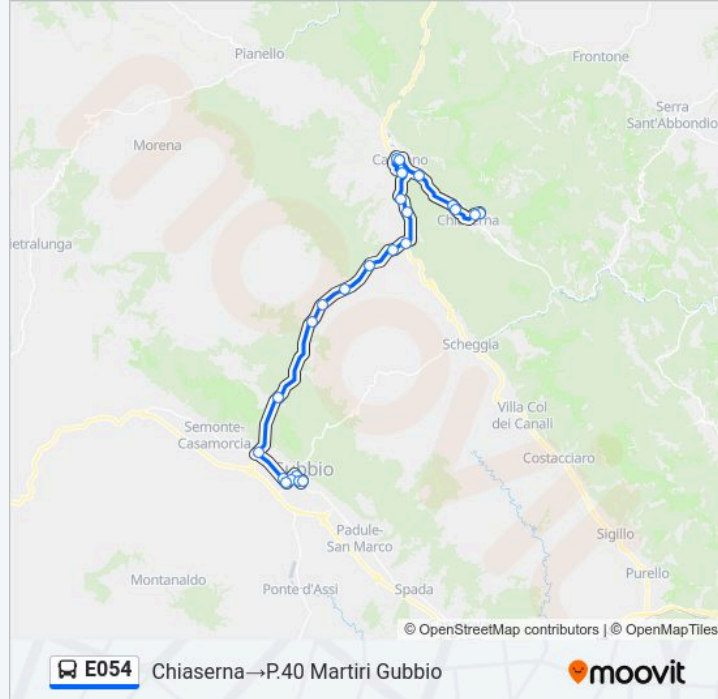 Pianello
Frontone
Serra
Sant'Abbondio
Morena
Chiaserna
ietralunga
Scheggia
Villa Col
dei Canali
Semonte-
Casamorcia
Costacciaro
Gubbio
Padule-
San Marco
Sigillo
Purello
Montanaldo
Ponte d'Assi
Spada
© OpenStreetMap contributors | © OpenMapTiles
E054 Chiaserna→P.40 Martiri Gubbio
moovit